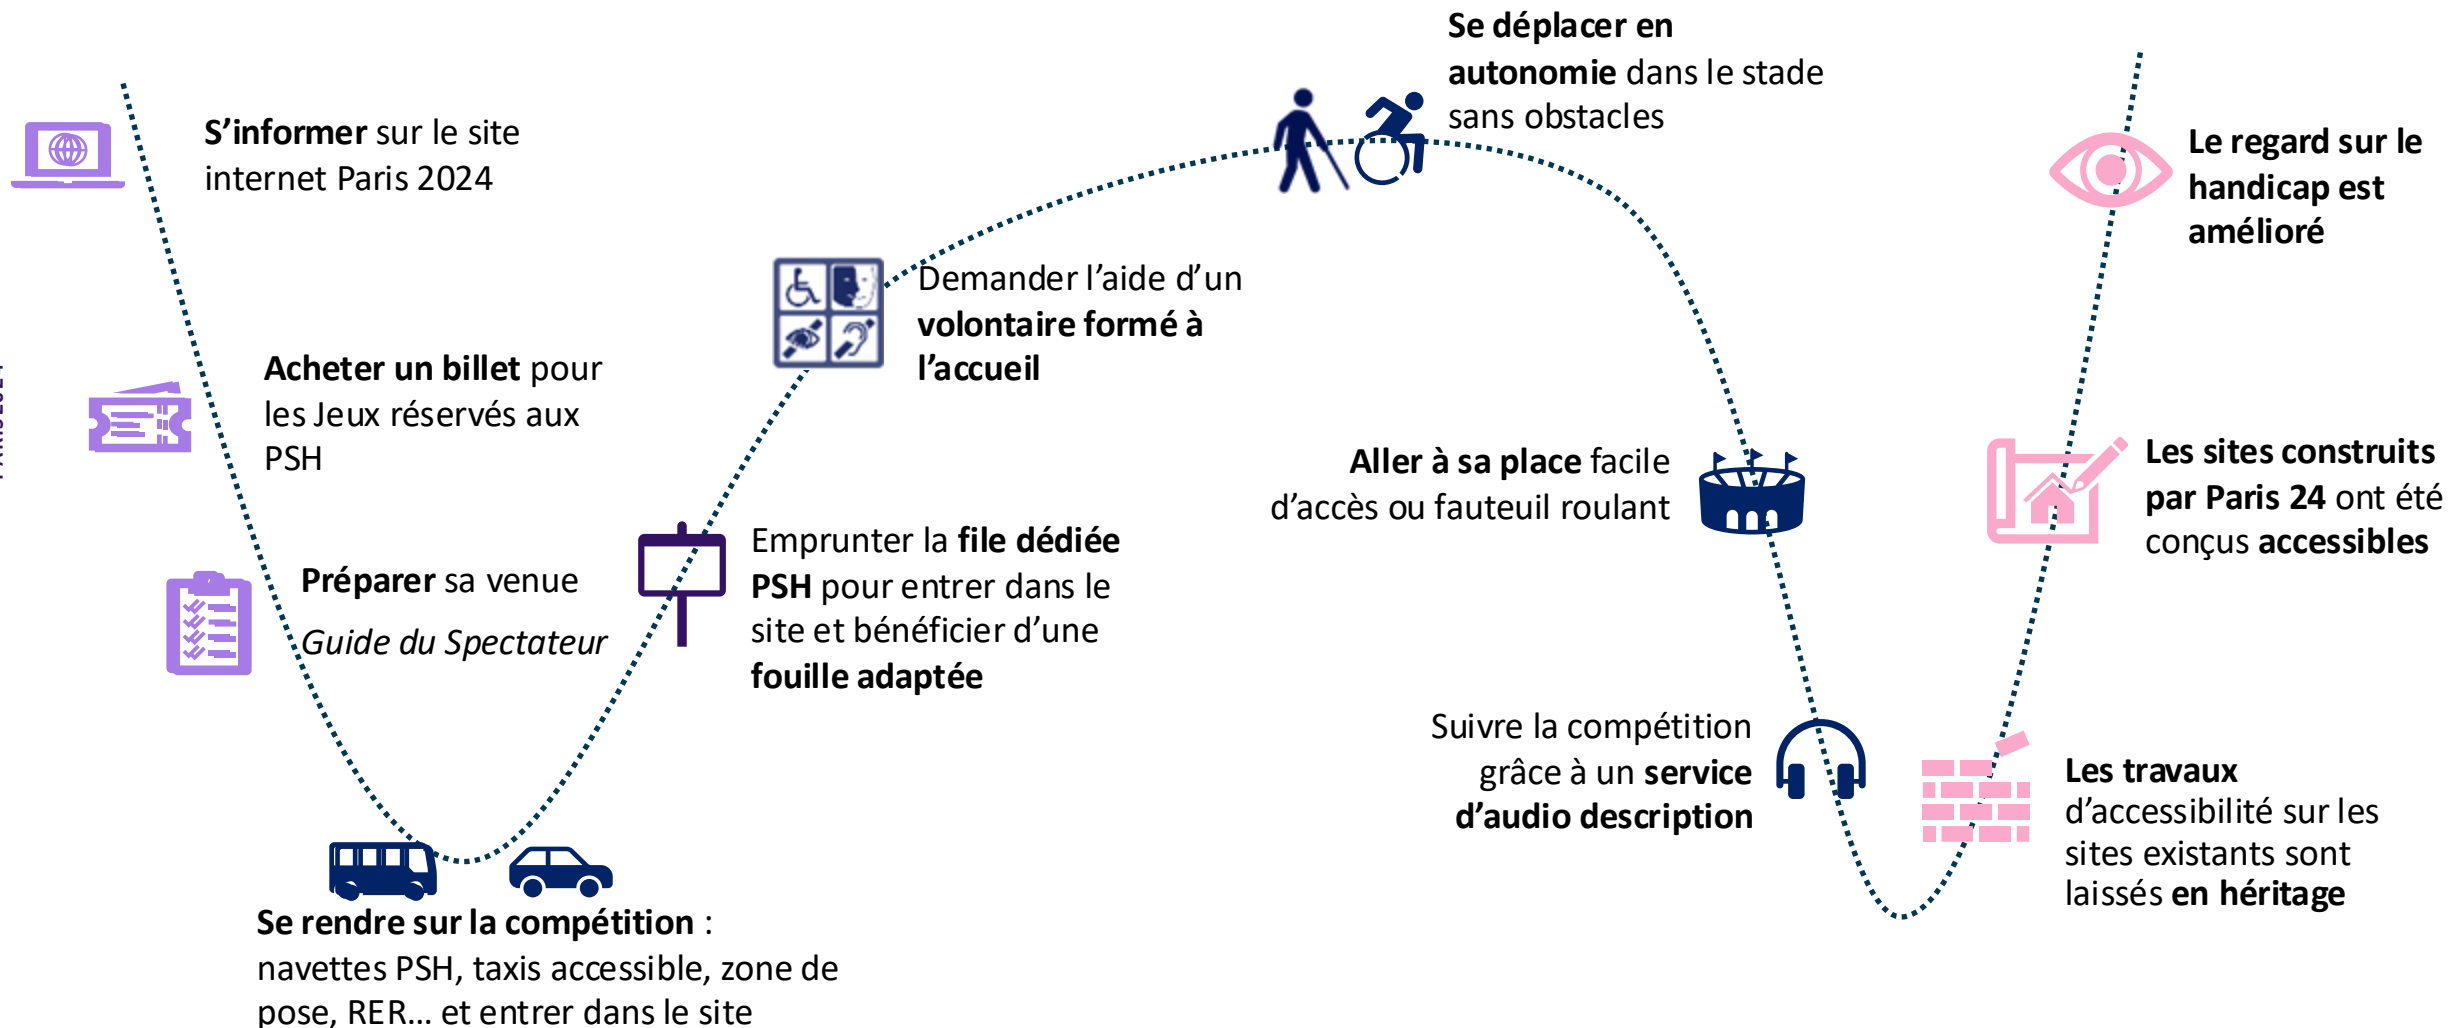 S’informer sur le site
internet Paris 2024
Acheter un billet pour
les Jeux réservés aux
PSH
Préparer sa venue
Guide du Spectateur
Se rendre sur la compétition :
navettes PSH, taxis accessible, zone de
pose, RER... et entrer dans le site
Emprunter la file dédiée
PSH pour entrer dans le
site et bénéficier d’une
fouille adaptée
Demander l’aide d’un
volontaire formé à
l’accueil
Se déplacer en
autonomie dans le stade
sans obstacles
Aller à sa place facile
d’accès ou fauteuil roulant
Suivre la compétition
grâce à un service
d’audio description
Les travaux
d’accessibilité sur les
sites existants sont
laissés en héritage
Les sites construits
par Paris 24 ont été
conçus accessibles
Le regard sur le
handicap est
amélioré